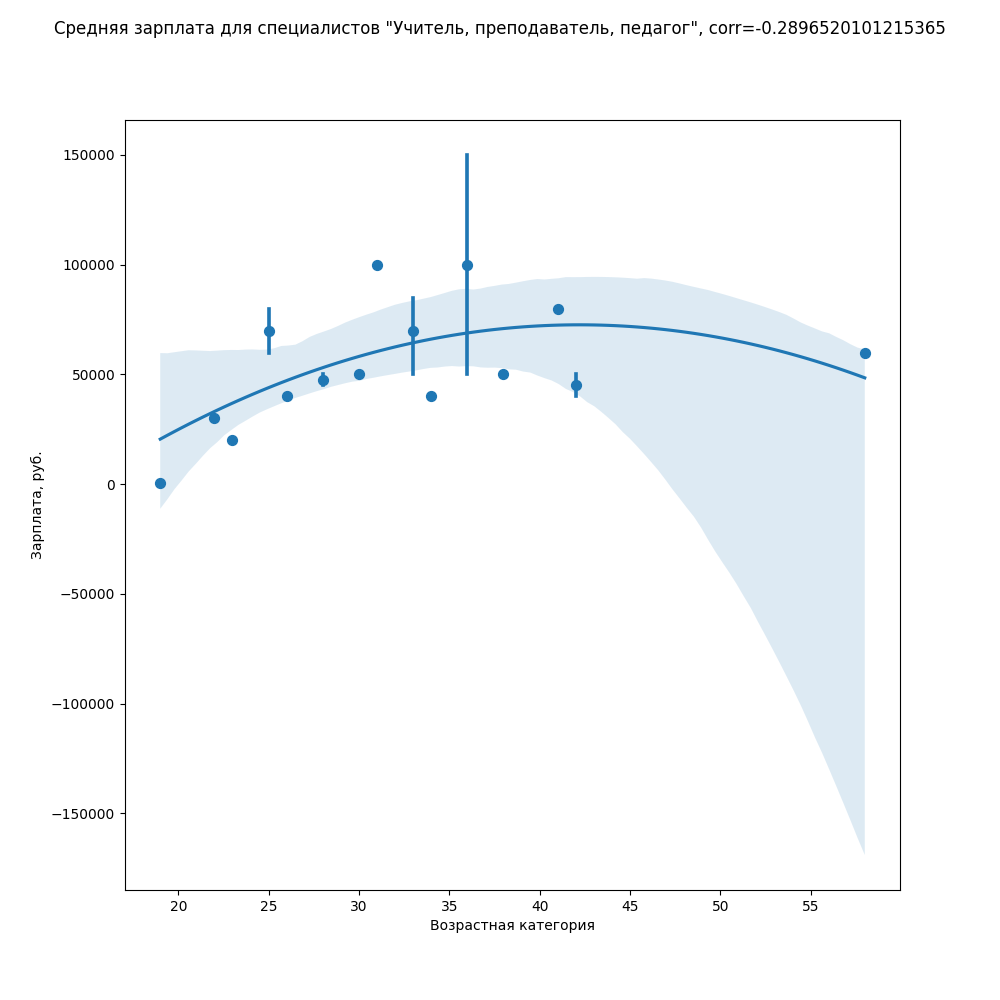 Средняя зарплата для специалистов "Учитель, преподаватель, педагог", corr=-0.2896520101215365
150000
100000
50000
0
−50000
−100000
−150000
Зарплата, руб.
20 25 30 35 40 45 50 55
Возрастная категория